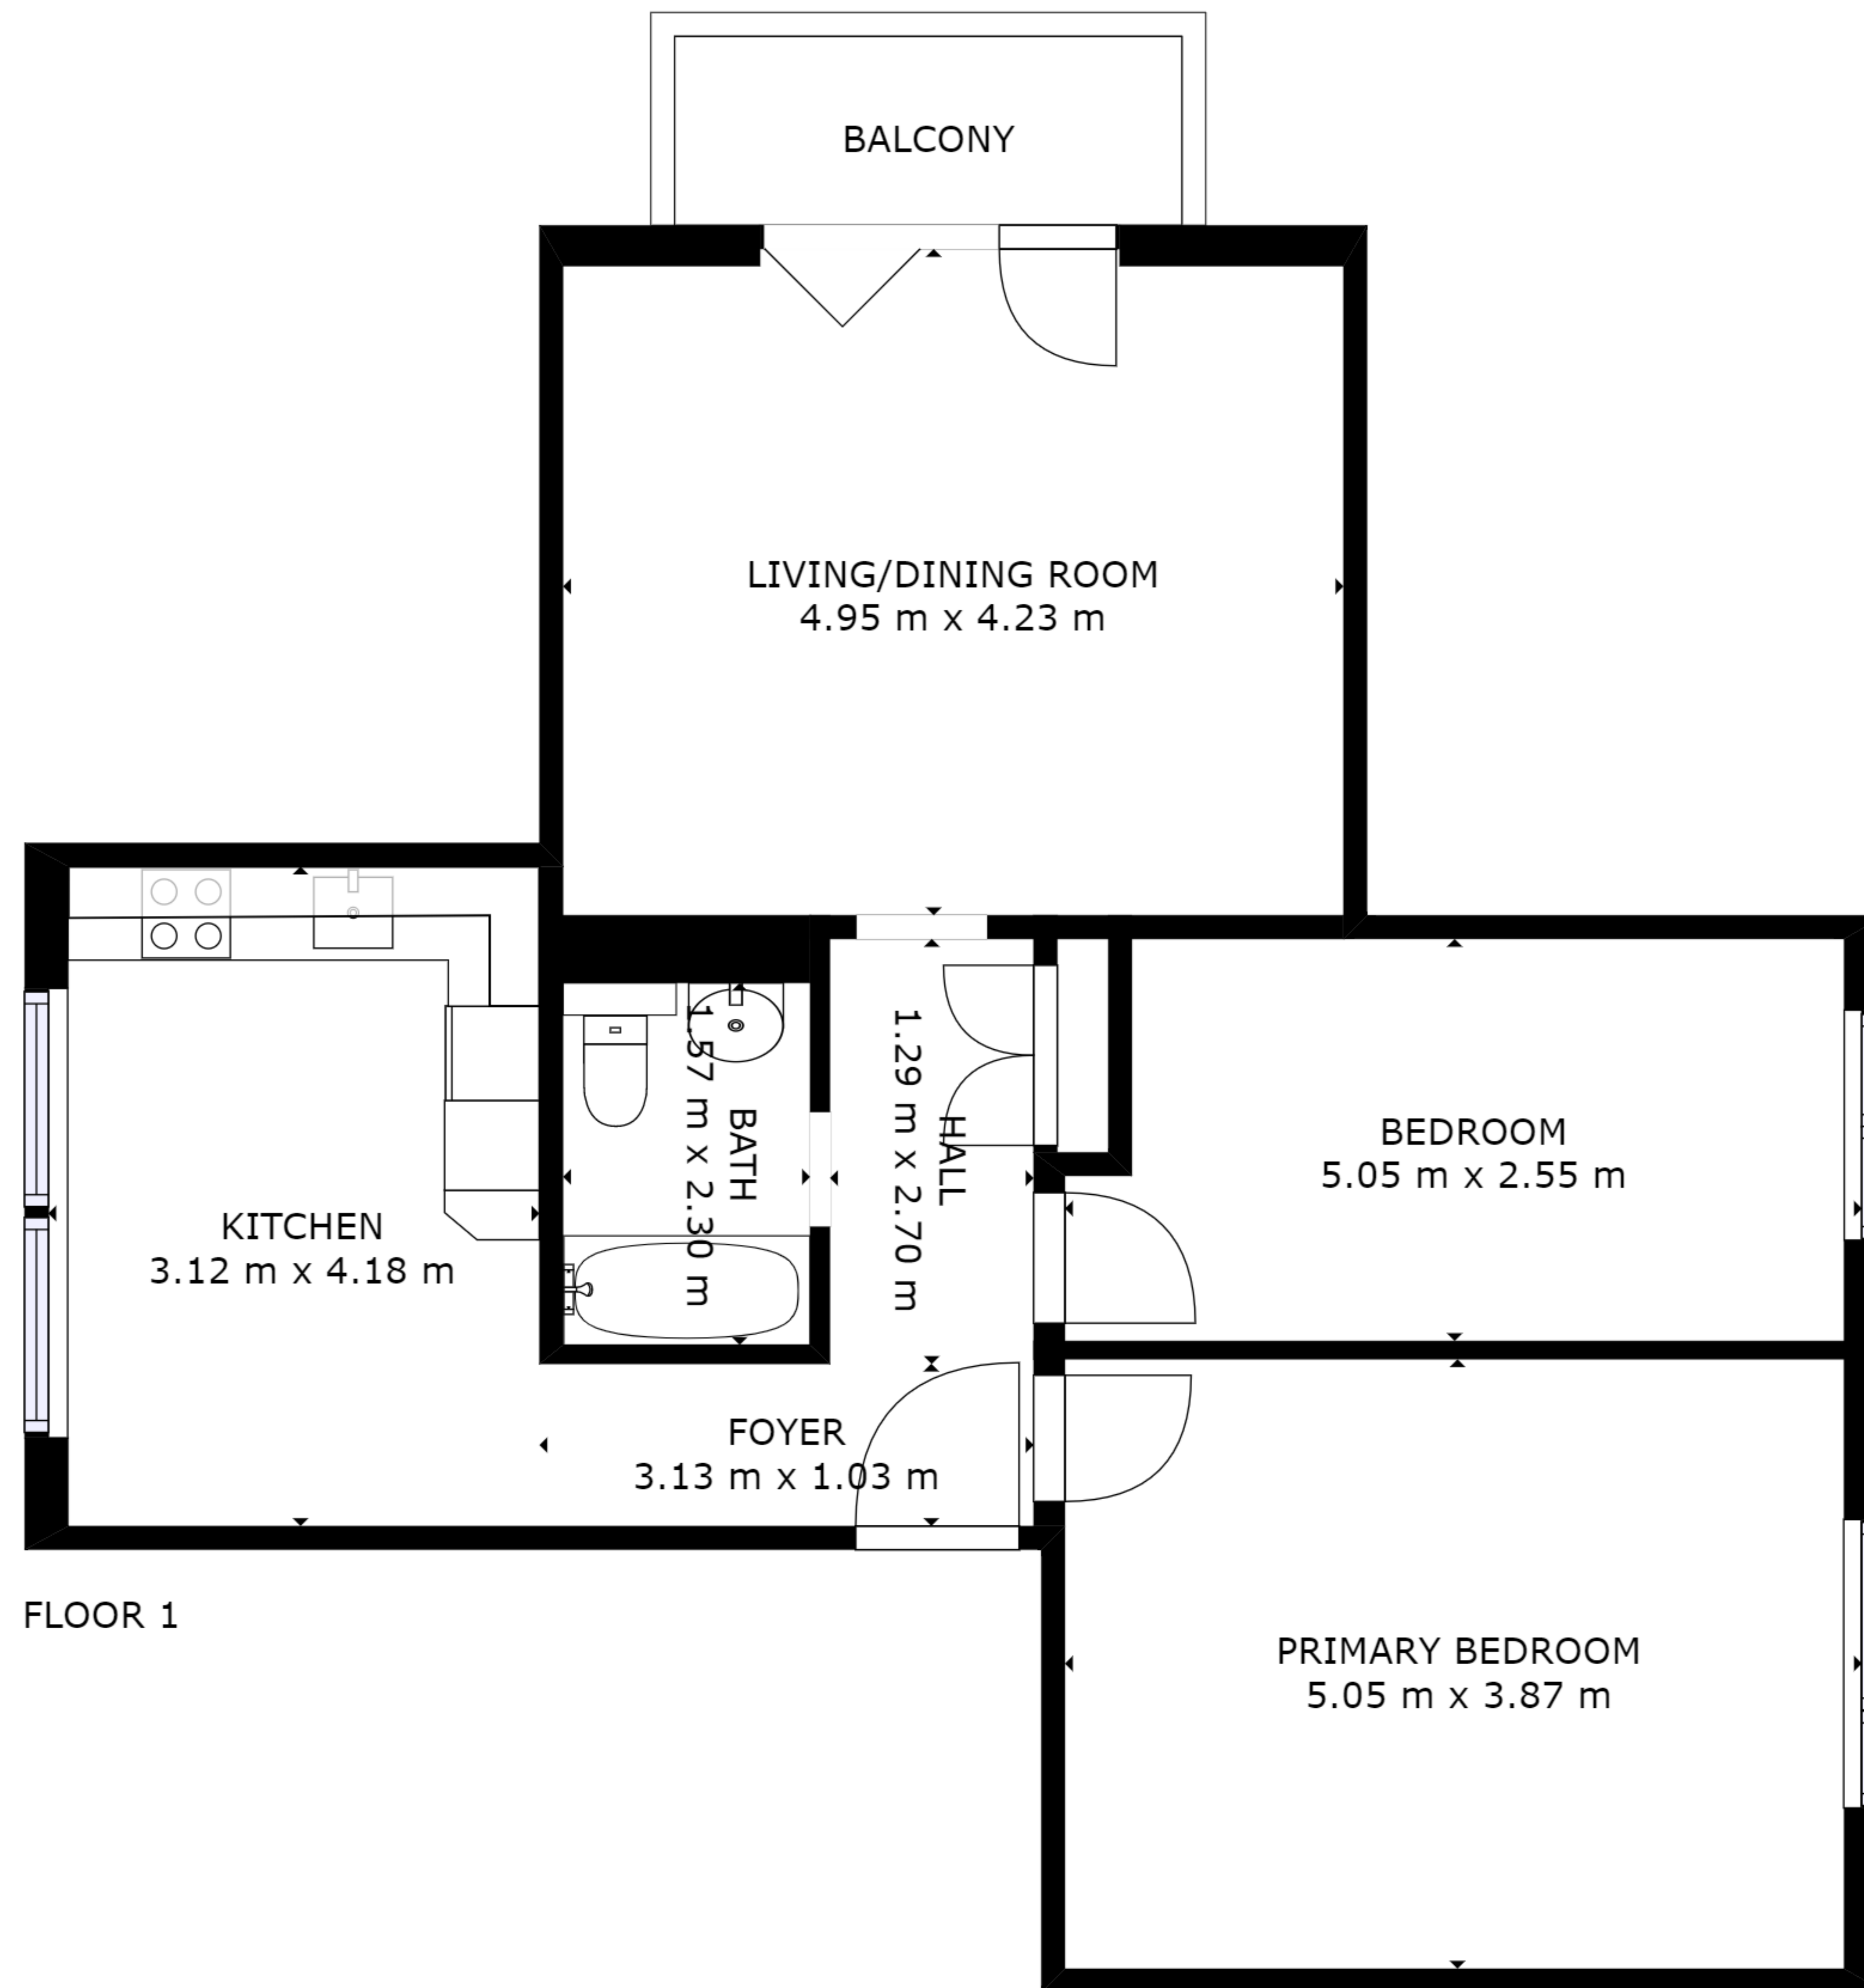 BALCONY
LIVING/DINING ROOM
4.95 m x 4.23 m
KITCHEN
3.12 m x 4.18 m
BATH
1.57 m x 2.30 m
HALL
1.29 m x 2.70 m
BEDROOM
5.05 m x 2.55 m
FOYER
3.13 m x 1.03 m
PRIMARY BEDROOM
5.05 m x 3.87 m
FLOOR 1